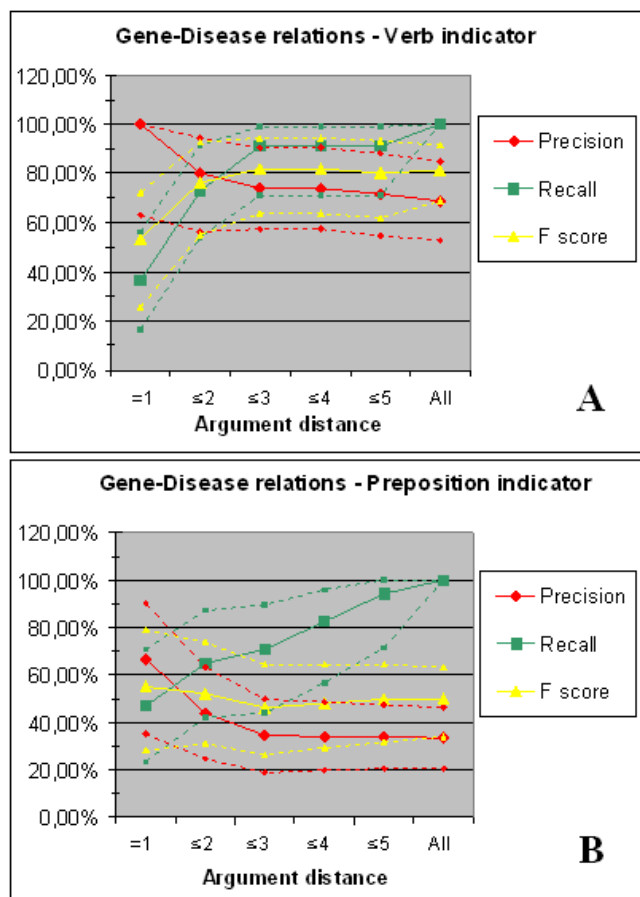 Gene-Disease relations - Verb indicator
120,00%
100,00%
80,00%
60,00%
40,00%
20,00%
0,00%
=1 ≤2 ≤3 ≤4 ≤5 All
Argument distance
Precision
Recall
F score
A
Gene-Disease relations - Preposition indicator
120,00%
100,00%
80,00%
60,00%
40,00%
20,00%
0,00%
=1 ≤2 ≤3 ≤4 ≤5 All
Argument distance
Precision
Recall
F score
B